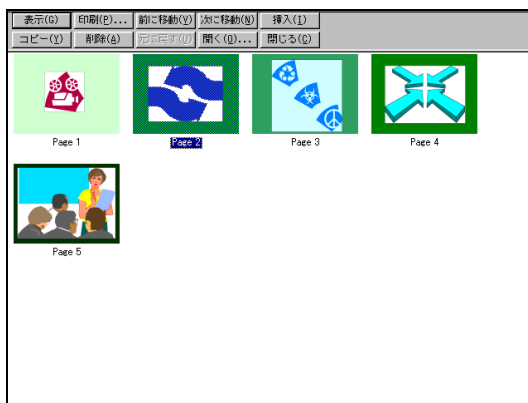 表示(G) 印刷(P)... 前に移動(V) 次に移動(N) 挿入(I)
コピー(Y) 削除(A) 元に戻す(U) 開く(O)... 閉じる(C)
Page 1 Page 2 Page 3 Page 4
Page 5